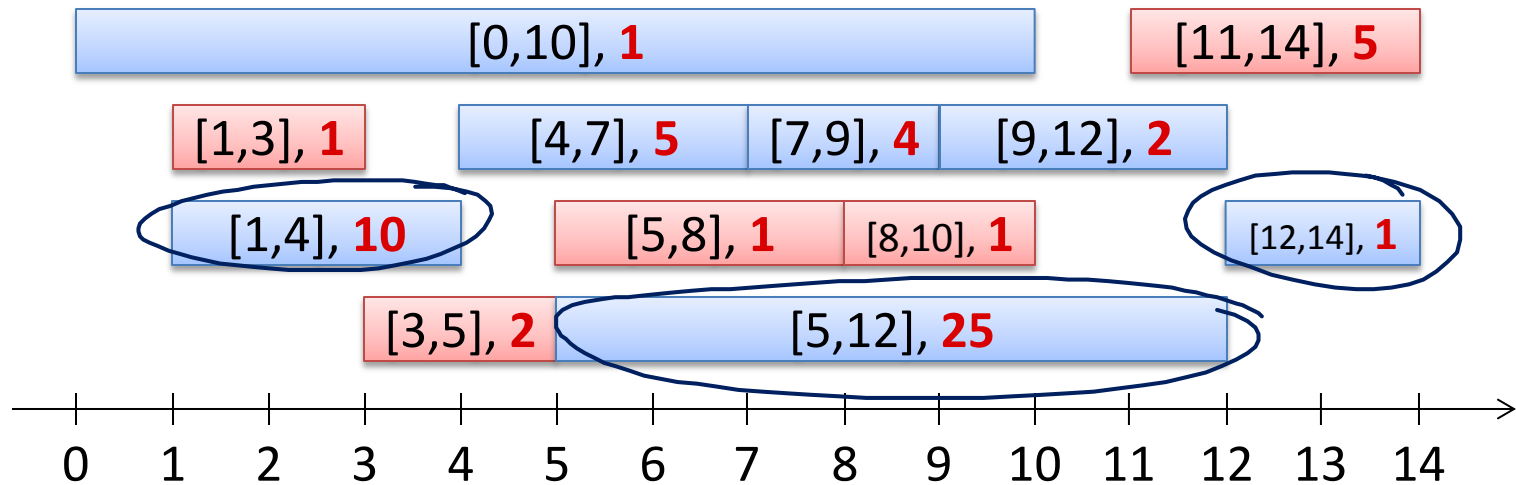 [0,10], 1 [11,14], 5
[1,3], 1 [4,7], 5 [7,9], 4 [9,12], 2
[1,4], 10 [5,8], 1 [8,10], 1 [12,14], 1
[3,5], 2 [5,12], 25
0 1 2 3 4 5 6 7 8 9 10 11 12 13 14